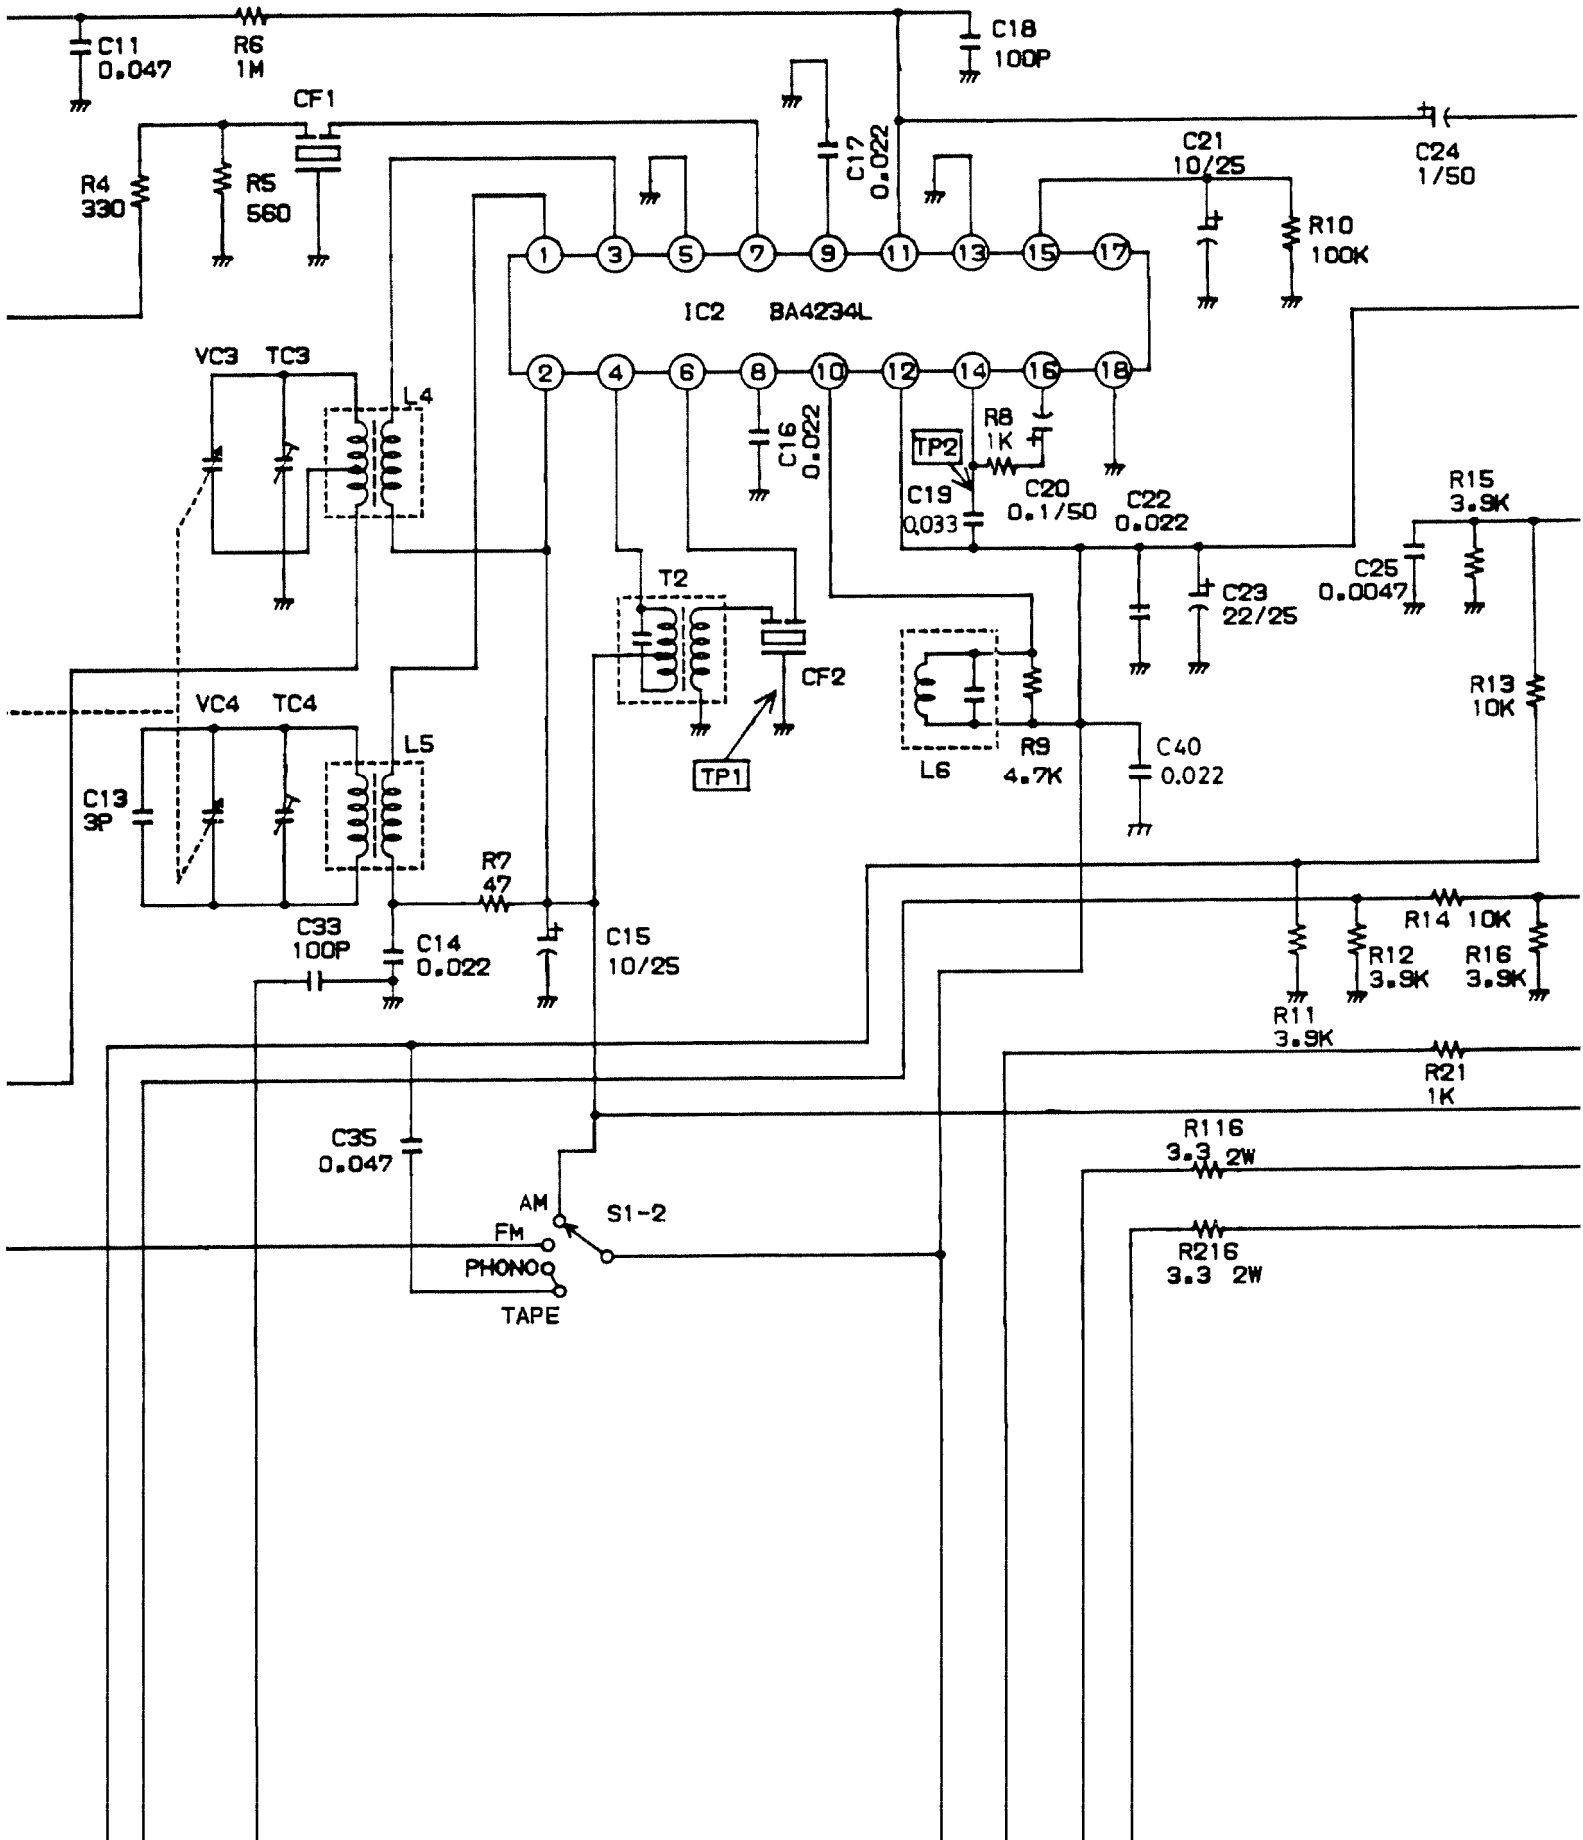 C11
0.047
R6
1M
C18
100P
CF1
C17
0.022
C21
10/25
C24
1/50
R4
330
R5
560
R10
100K
1
3
5
7
9
11
13
15
17
IC2 BA4234L
2
4
6
8
10
12
14
16
18
VC3 TC3
L4
C16
0.022
R8
1K
TP2
C19
0.033
C20
0.1/50
C22
0.022
R15
3.9K
C25
0.0047
T2
C23
22/25
CF2
R13
10K
VC4 TC4
L5
TP1
L6
R9
4.7K
C40
0.022
C13
3P
R7
47
C33
100P
C14
0.022
C15
10/25
R14 10K
R12
3.9K
R16
3.9K
R11
3.9K
R21
1K
C35
0.047
R116
3.3 2W
AM
S1-2
FM
PHONO
TAPE
R216
3.3 2W